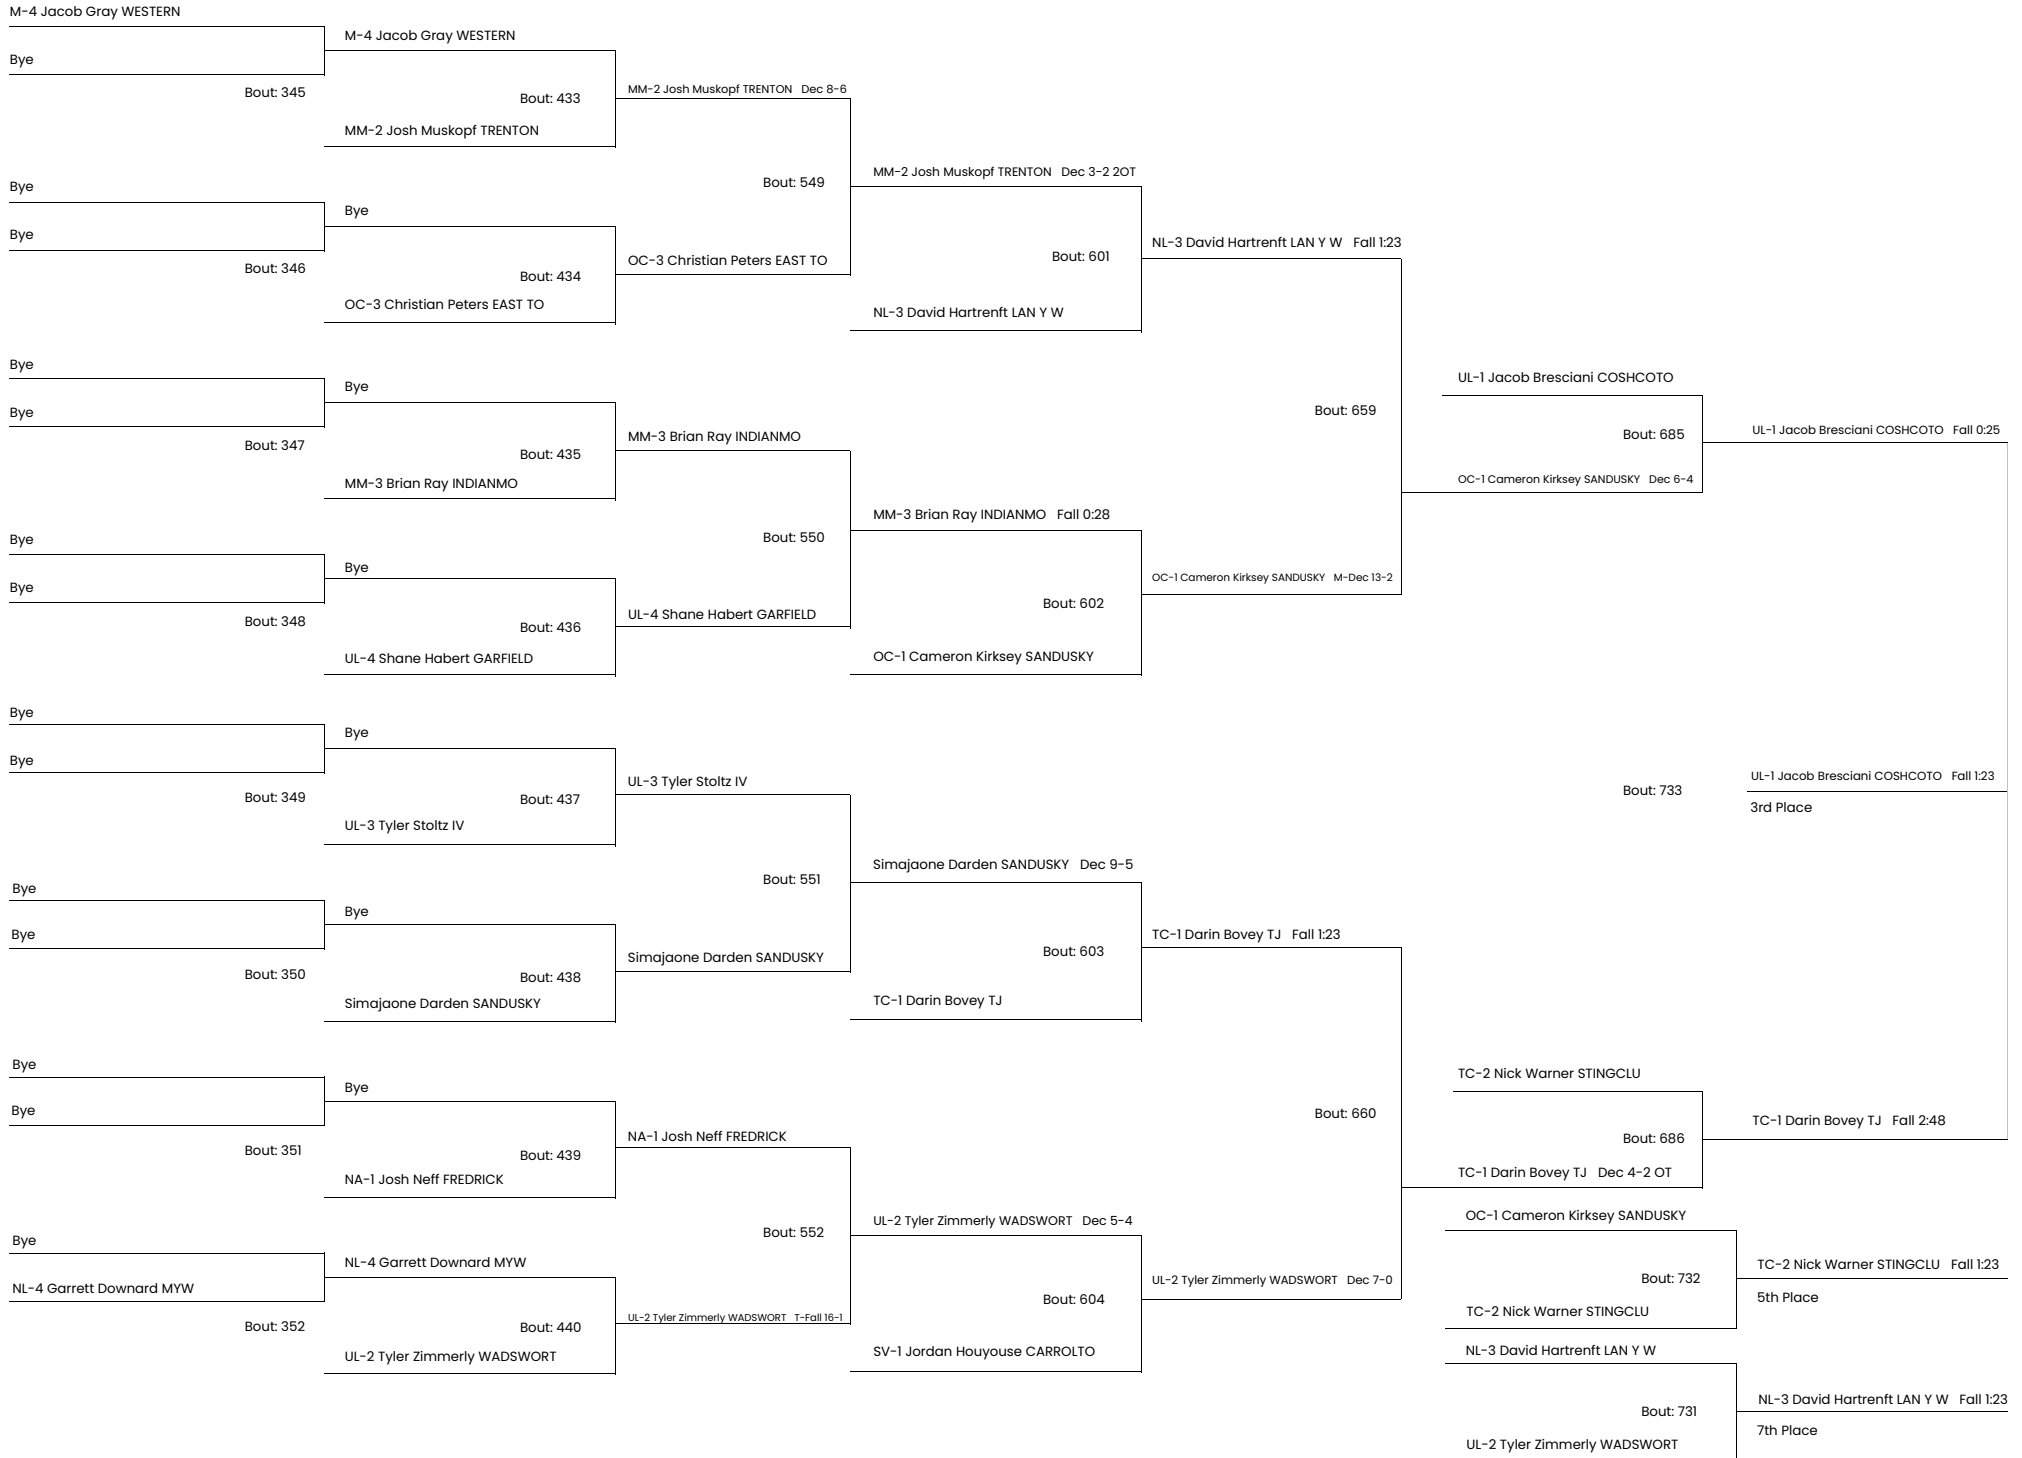 M-4 Jacob Gray WESTERN
Bye
Bout: 345
M-4 Jacob Gray WESTERN
Bout: 433
MM-2 Josh Muskopf TRENTON
MM-2 Josh Muskopf TRENTON Dec 8-6
Bye
Bye
Bout: 346
Bye
Bout: 434
OC-3 Christian Peters EAST TO
OC-3 Christian Peters EAST TO
Bout: 549
MM-2 Josh Muskopf TRENTON Dec 3-2 2OT
Bout: 601
NL-3 David Hartrenft LAN Y W
NL-3 David Hartrenft LAN Y W Fall 1:23
Bye
Bye
Bout: 347
Bye
Bout: 435
MM-3 Brian Ray INDIANMO
MM-3 Brian Ray INDIANMO
Bye
Bye
Bout: 348
Bye
Bout: 436
UL-4 Shane Habert GARFIELD
UL-4 Shane Habert GARFIELD
Bout: 550
MM-3 Brian Ray INDIANMO Fall 0:28
Bout: 602
OC-1 Cameron Kirksey SANDUSKY
OC-1 Cameron Kirksey SANDUSKY M-Dec 13-2
Bout: 659
UL-1 Jacob Bresciani COSHCOTO
Bout: 685
OC-1 Cameron Kirksey SANDUSKY Dec 6-4
UL-1 Jacob Bresciani COSHCOTO Fall 0:25
Bye
Bye
Bout: 349
Bye
Bout: 437
UL-3 Tyler Stoltz IV
UL-3 Tyler Stoltz IV
Bye
Bye
Bout: 350
Bye
Bout: 438
Simajaone Darden SANDUSKY
Simajaone Darden SANDUSKY
Bout: 551
Simajaone Darden SANDUSKY Dec 9-5
Bout: 603
TC-1 Darin Bovey TJ
TC-1 Darin Bovey TJ Fall 1:23
Bout: 733
UL-1 Jacob Bresciani COSHCOTO Fall 1:23
3rd Place
Bye
Bye
Bout: 351
Bye
Bout: 439
NA-1 Josh Neff FREDRICK
NA-1 Josh Neff FREDRICK
Bye
NL-4 Garrett Downard MYW
Bout: 352
NL-4 Garrett Downard MYW
Bout: 440
UL-2 Tyler Zimmerly WADSWORT
UL-2 Tyler Zimmerly WADSWORT T-Fall 16-1
Bout: 552
UL-2 Tyler Zimmerly WADSWORT Dec 5-4
Bout: 604
SV-1 Jordan Houyouse CARROLTO
UL-2 Tyler Zimmerly WADSWORT Dec 7-0
Bout: 660
TC-2 Nick Warner STINGCLU
Bout: 686
TC-1 Darin Bovey TJ Dec 4-2 OT
TC-1 Darin Bovey TJ Fall 2:48
OC-1 Cameron Kirksey SANDUSKY
Bout: 732
TC-2 Nick Warner STINGCLU
TC-2 Nick Warner STINGCLU Fall 1:23
5th Place
NL-3 David Hartrenft LAN Y W
Bout: 731
UL-2 Tyler Zimmerly WADSWORT
NL-3 David Hartrenft LAN Y W Fall 1:23
7th Place